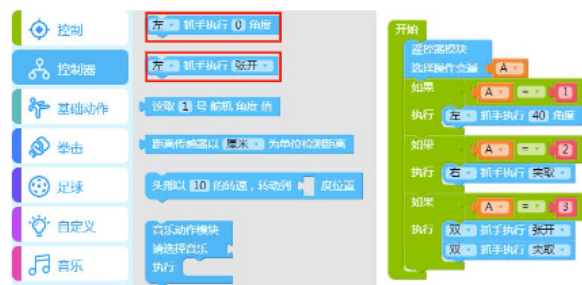 控制
控制器
基础动作
拳击
足球
自定义
音乐
左 抓手执行 0 角度
左 抓手执行 张开
读取 1 号 舵机 角度 值
距离传感器以 厘米 为单位检测距离
头部以 10 的转速，转动到 度位置
音乐动作模块
请选择音乐
执行
开始
遥控器模块
选择操作变量 A
如果 A = 1
执行 左 抓手执行 40 角度
如果 A = 2
执行 右 抓手执行 夹取
如果 A = 3
执行 双 抓手执行 张开
双 抓手执行 夹取